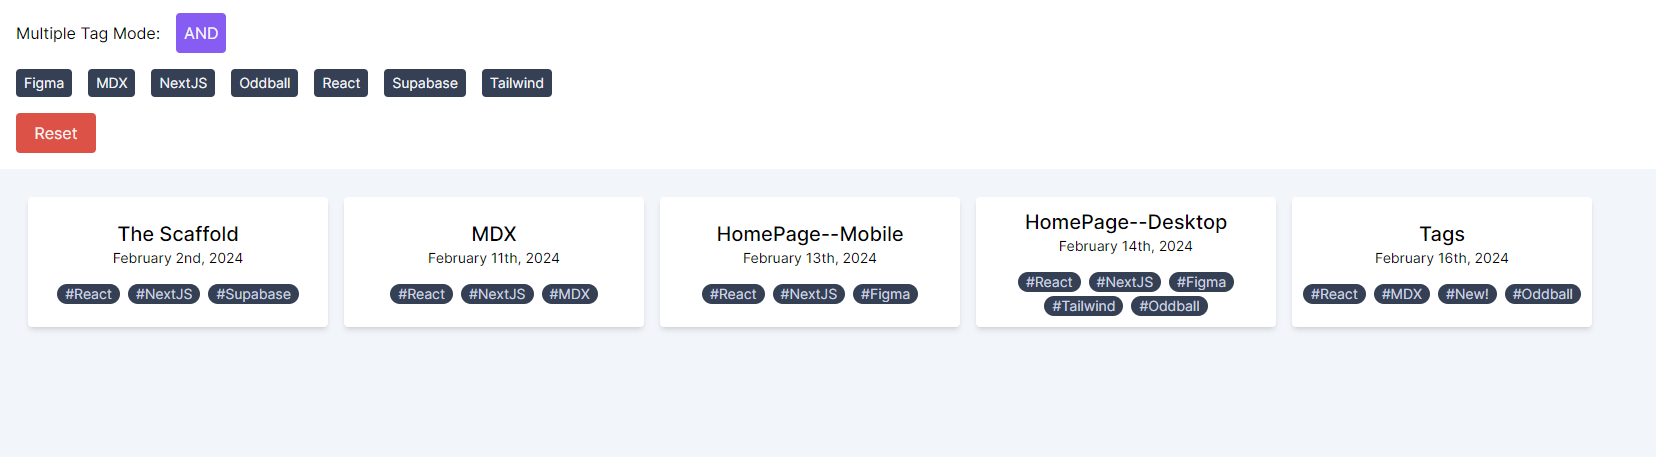 Multiple Tag Mode: AND
Figma MDX NextJS Oddball React Supabase Tailwind
Reset
The Scaffold
February 2nd, 2024
#React #NextJS #Supabase
MDX
February 11th, 2024
#React #NextJS #MDX
HomePage--Mobile
February 13th, 2024
#React #NextJS #Figma
HomePage--Desktop
February 14th, 2024
#React #NextJS #Figma
#Tailwind #Oddball
Tags
February 16th, 2024
#React #MDX #New! #Oddball